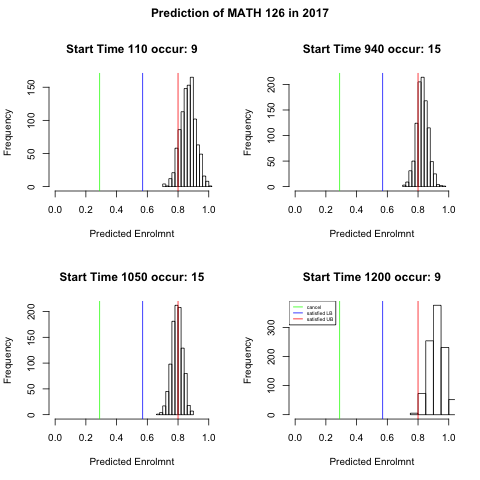 Prediction of MATH 126 in 2017
Start Time 110 occur: 9
Frequency
0 50 100 150
0.0 0.2 0.4 0.6 0.8 1.0
Predicted Enrolmnt
Start Time 940 occur: 15
Frequency
0 50 100 150 200
0.0 0.2 0.4 0.6 0.8 1.0
Predicted Enrolmnt
Start Time 1050 occur: 15
Frequency
0 50 100 150 200
0.0 0.2 0.4 0.6 0.8 1.0
Predicted Enrolmnt
Start Time 1200 occur: 9
cancel
satisfied LB
satisfied UB
Frequency
0 100 200 300
0.0 0.2 0.4 0.6 0.8 1.0
Predicted Enrolmnt